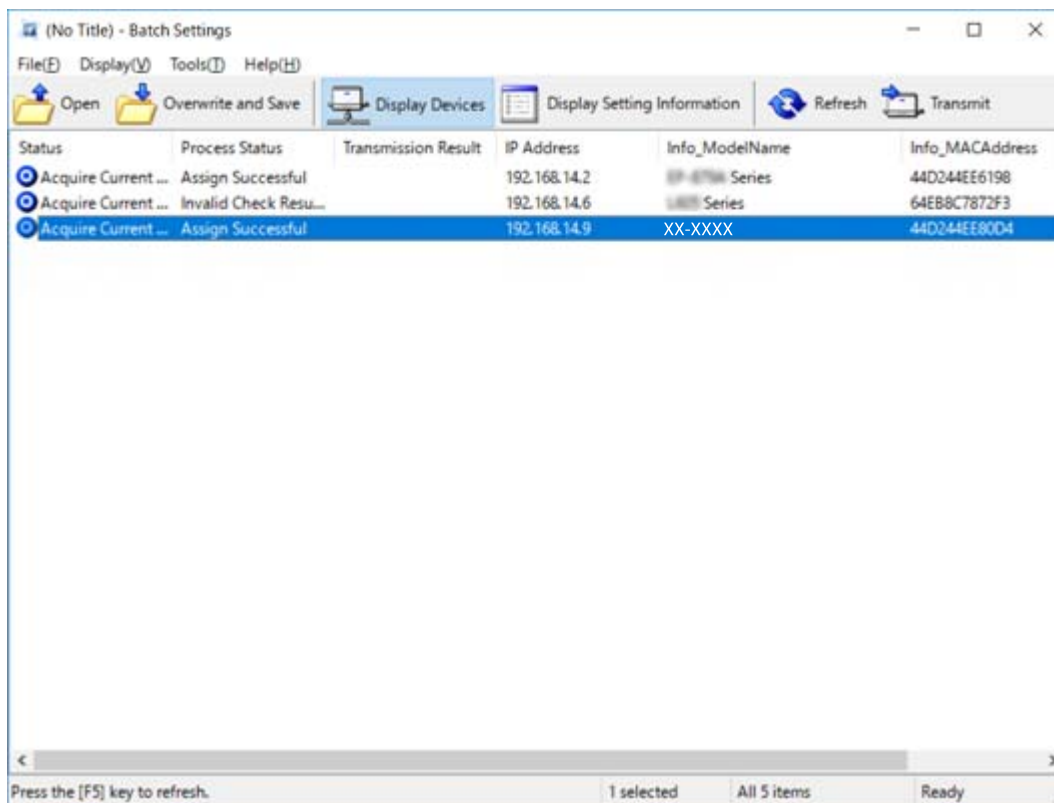 (No Title) - Batch Settings
File(F) Display(V) Tools(T) Help(H)
Open Overwrite and Save Display Devices Display Setting Information Refresh Transmit
Status Process Status Transmission Result IP Address Info_ModelName Info_MACAddress
Acquire Current ... Assign Successful 192.168.14.2 Series 44D244EE6198
Acquire Current ... Invalid Check Resu... 192.168.14.6 Series 64EB8C7872F3
Acquire Current ... Assign Successful 192.168.14.9 XX-XXXX 44D244EE80D4
Press the [F5] key to refresh. 1 selected All 5 items Ready